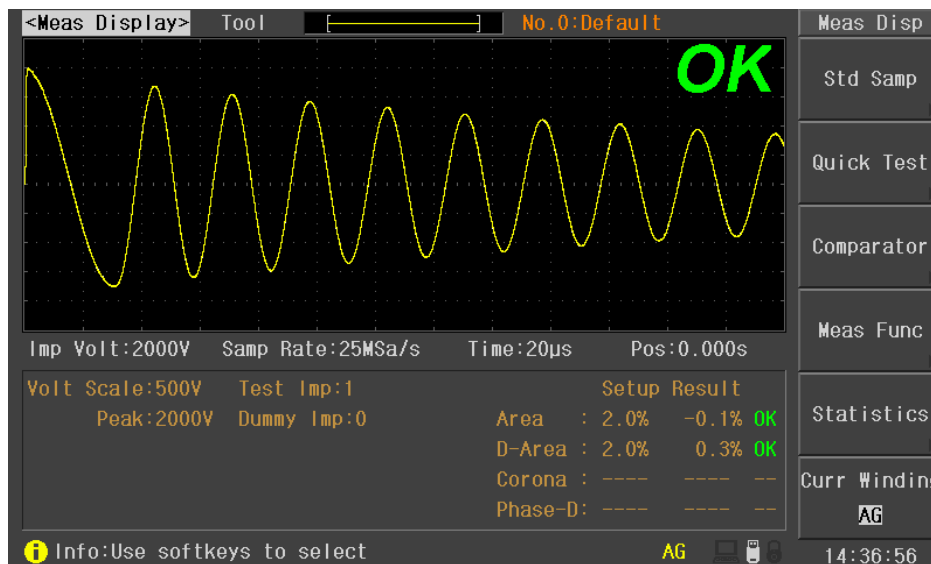 <Meas Display> Tool [ ] No.0:Default Meas Disp
OK
Std Samp
Quick Test
Comparator
Meas Func
Imp Volt:2000V Samp Rate:25MSa/s Time:20µs Pos:0.000s
Volt Scale:500V Test Imp:1 Setup Result
Peak:2000V Dummy Imp:0 Area : 2.0% -0.1% OK
D-Area : 2.0% 0.3% OK
Corona : ---- ---- --
Phase-D: ---- ---- --
Statistics
Curr Winding
AG
Info:Use softkeys to select AG 14:36:56